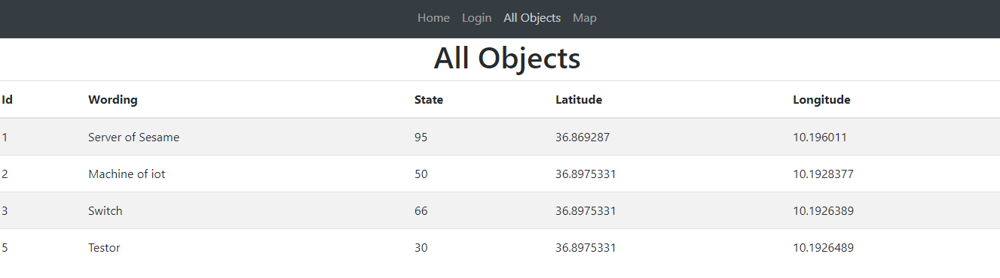 Home Login All Objects Map
All Objects
Id Wording State Latitude Longitude
1 Server of Sesame 95 36.869287 10.196011
2 Machine of iot 50 36.8975331 10.1928377
3 Switch 66 36.8975331 10.1926389
5 Testor 30 36.8975331 10.1926489